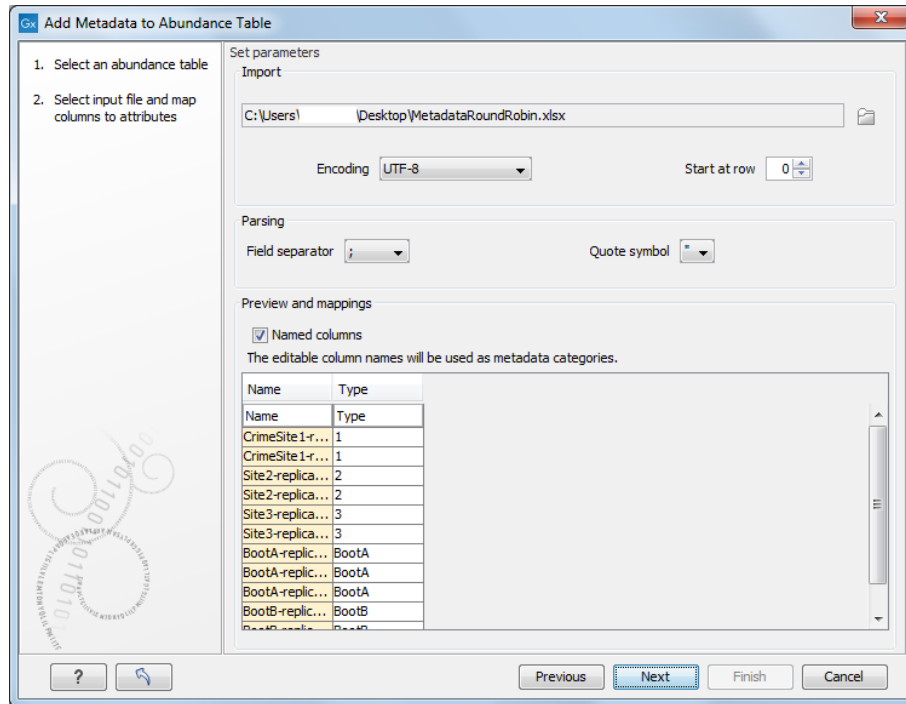 Gx Add Metadata to Abundance Table X
1. Select an abundance table
2. Select input file and map
columns to attributes
Set parameters
Import
C:\Users\ \Desktop\MetadataRoundRobin.xlsx
Encoding UTF-8 Start at row 0
Parsing
Field separator ; Quote symbol "
Preview and mappings
Named columns
The editable column names will be used as metadata categories.
Name Type
Name Type
CrimeSite1-r... 1
CrimeSite1-r... 1
Site2-replica... 2
Site2-replica... 2
Site3-replica... 3
Site3-replica... 3
BootA-replic... BootA
BootA-replic... BootA
BootA-replic... BootA
BootB-replic... BootB
BootB-replic... BootB
? Previous Next Finish Cancel